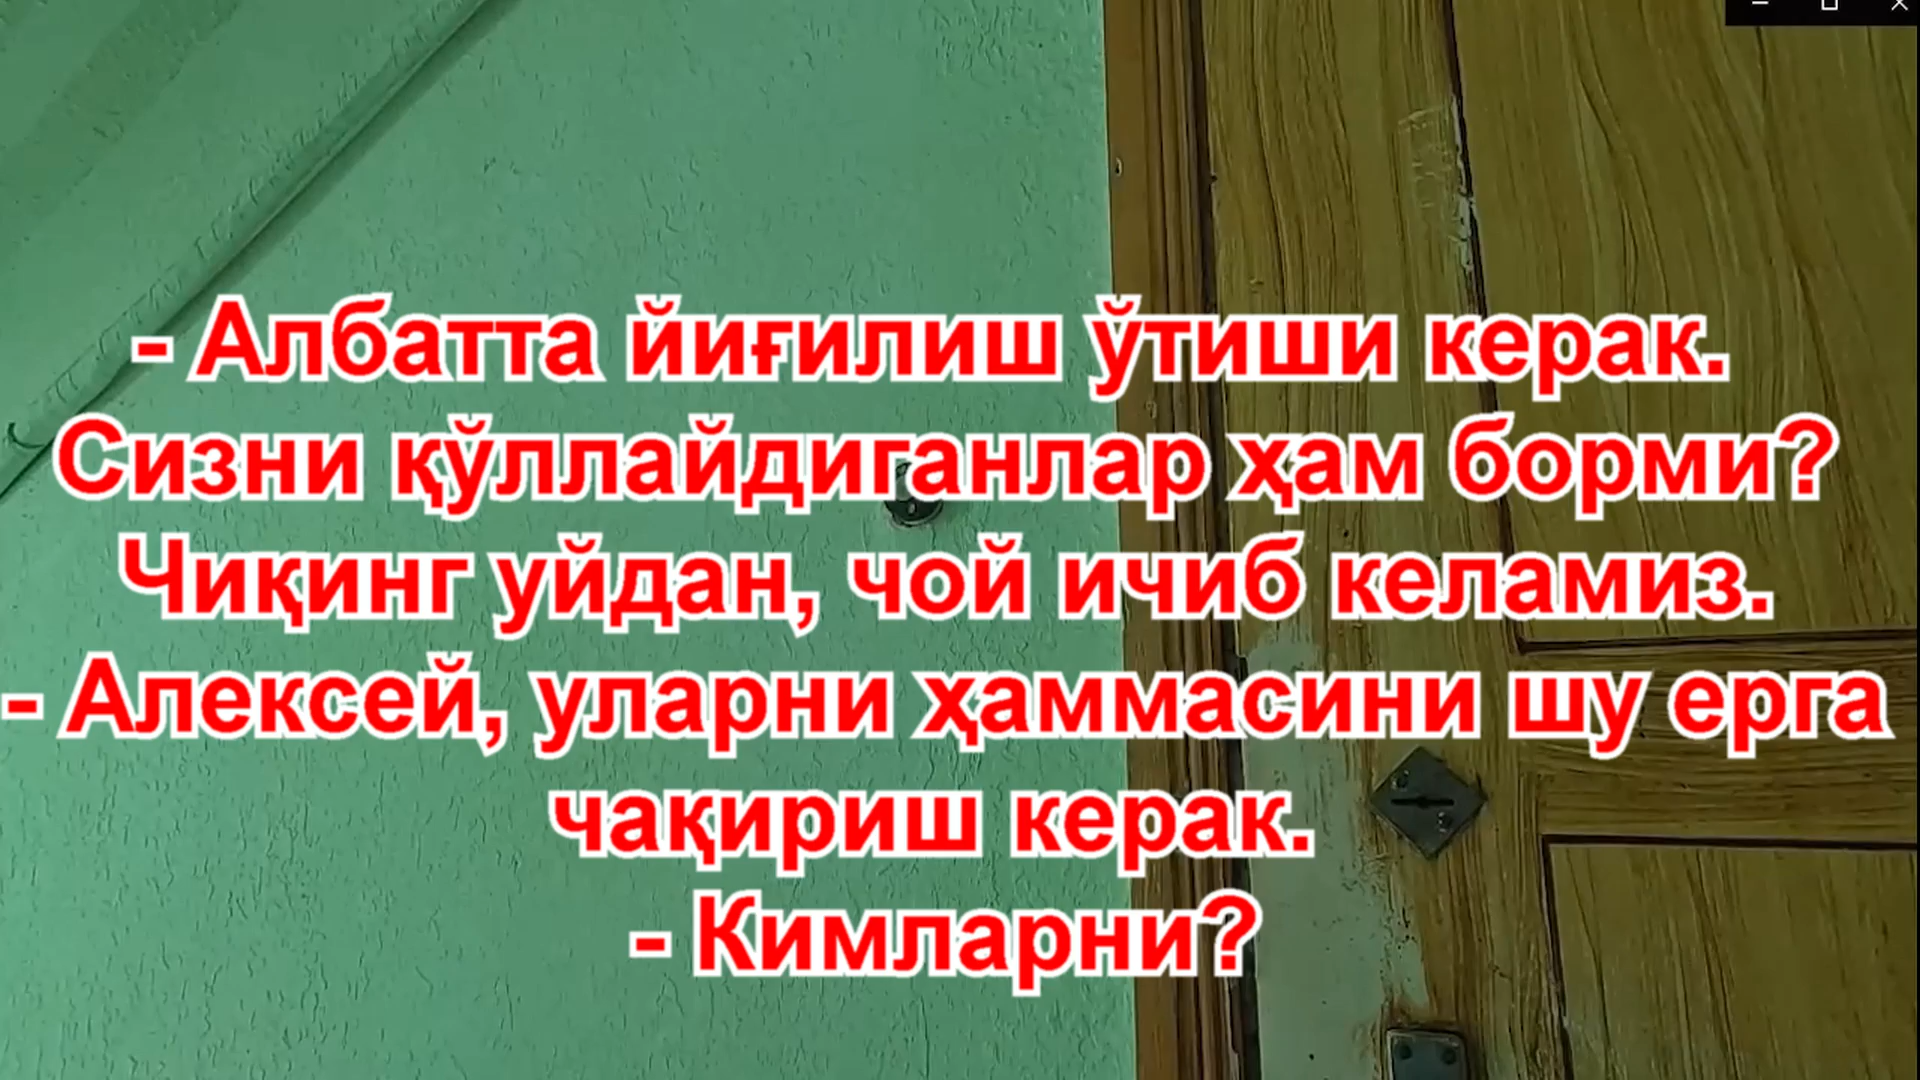 - Албатта йиғилиш ўтиши керак.
Сизни қўллайдиганлар ҳам борми?
Чиқинг уйдан, чой ичиб келамиз.
- Алексей, уларни ҳаммасини шу ерга
чақириш керак.
- Кимларни?